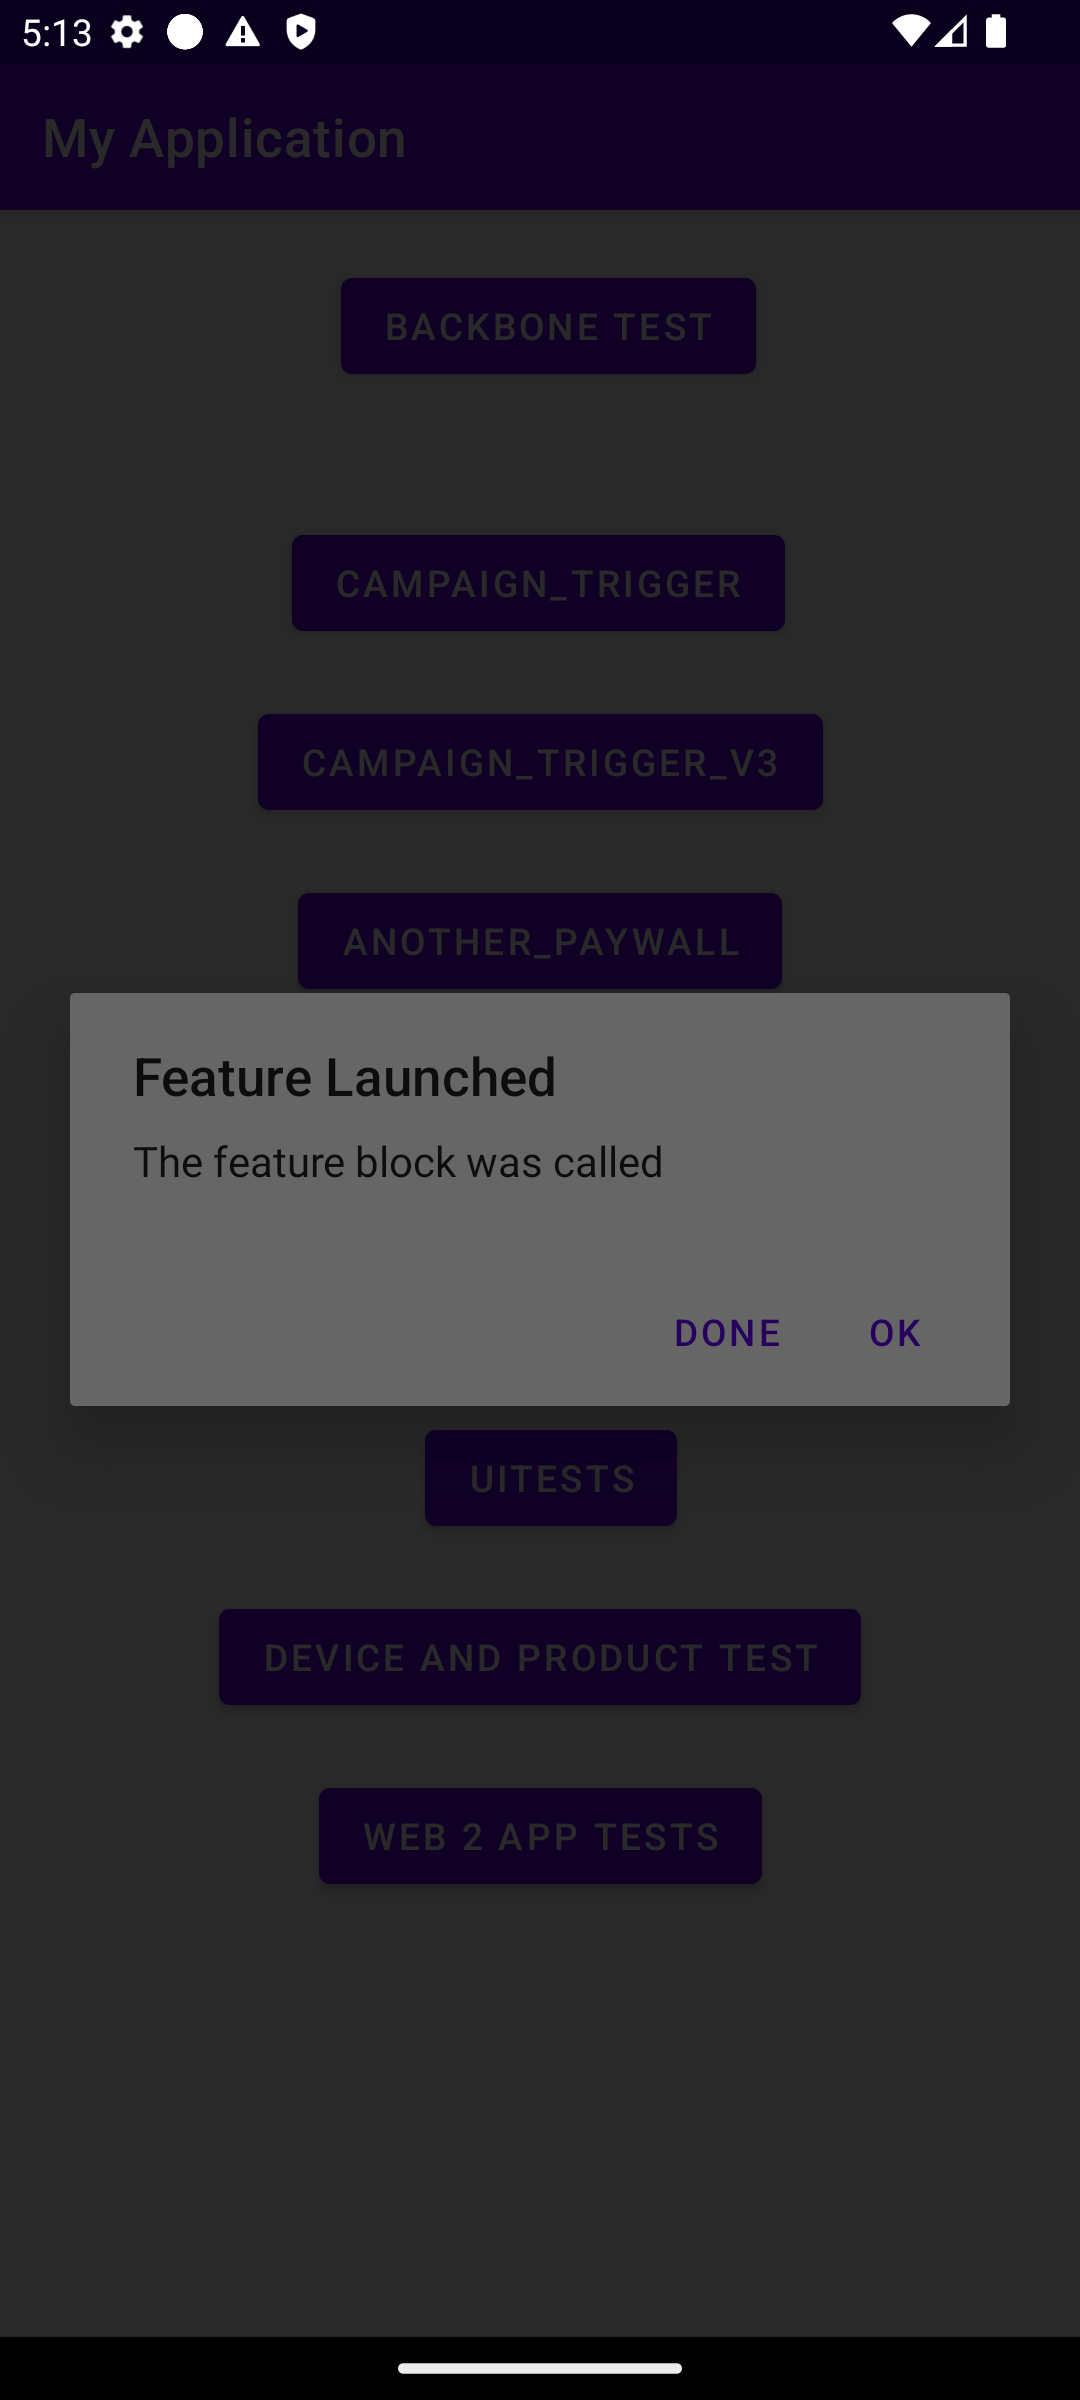 5:13
My Application
BACKBONE TEST
CAMPAIGN_TRIGGER
CAMPAIGN_TRIGGER_V3
ANOTHER_PAYWALL
Feature Launched
The feature block was called
DONE OK
UITESTS
DEVICE AND PRODUCT TEST
WEB 2 APP TESTS